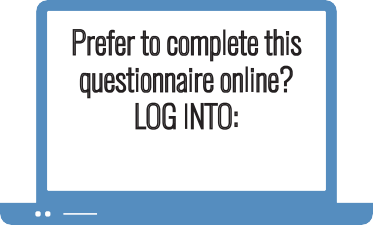 Prefer to complete this
questionnaire online?
LOG INTO: